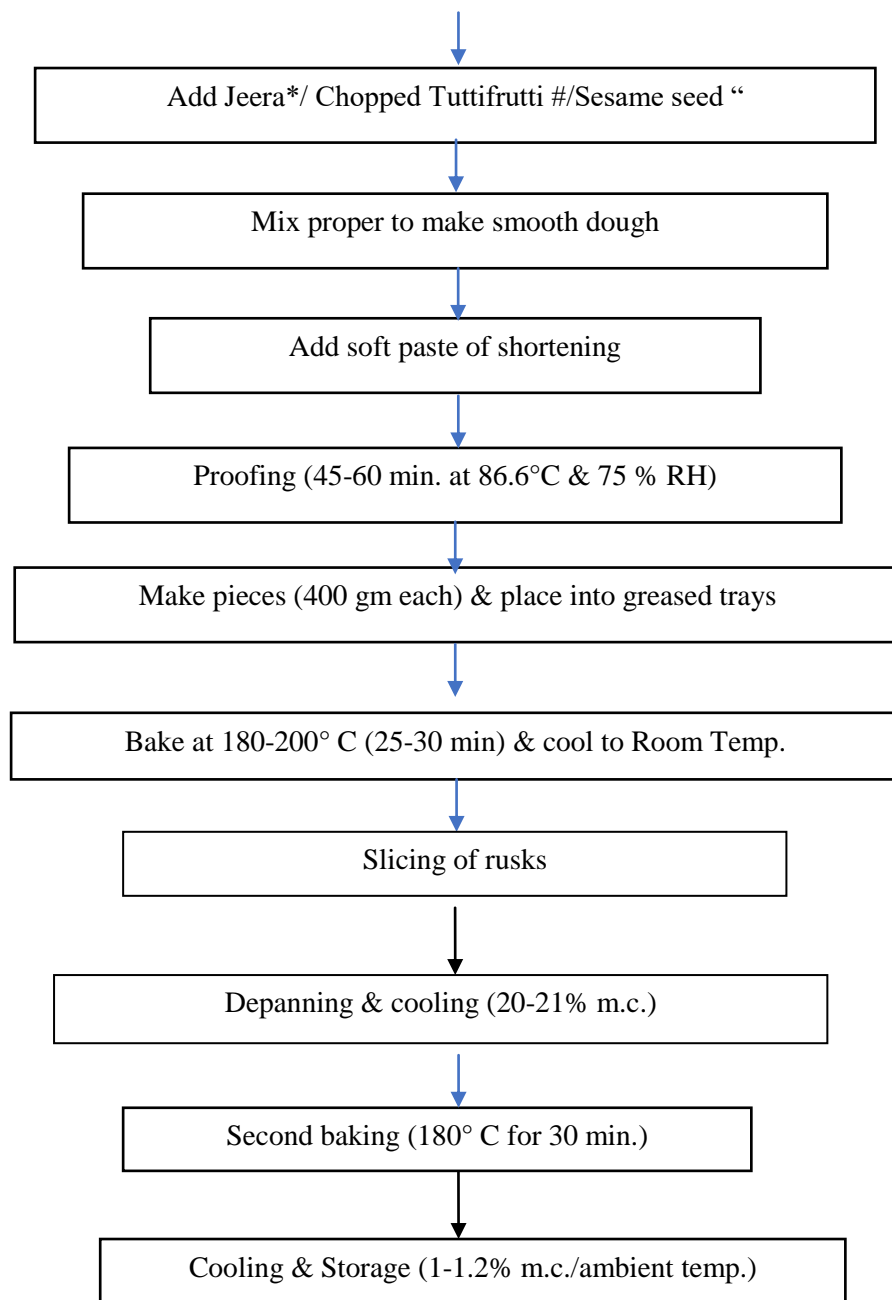 Add Jeera*/ Chopped Tuttifrutti #/Sesame seed “
Mix proper to make smooth dough
Add soft paste of shortening
Proofing (45-60 min. at 86.6°C & 75 % RH)
Make pieces (400 gm each) & place into greased trays
Bake at 180-200° C (25-30 min) & cool to Room Temp.
Slicing of rusks
Depanning & cooling (20-21% m.c.)
Second baking (180° C for 30 min.)
Cooling & Storage (1-1.2% m.c./ambient temp.)